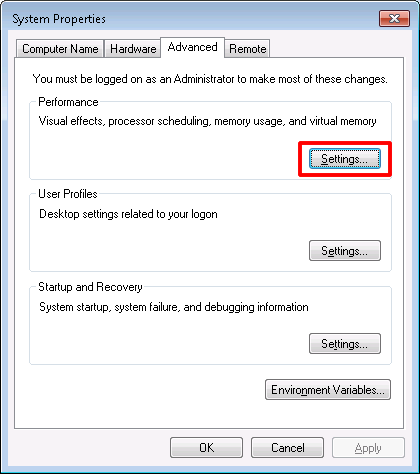 System Properties
Computer Name Hardware Advanced Remote
You must be logged on as an Administrator to make most of these changes.
Performance
Visual effects, processor scheduling, memory usage, and virtual memory
Settings...
User Profiles
Desktop settings related to your logon
Settings...
Startup and Recovery
System startup, system failure, and debugging information
Settings...
Environment Variables...
OK Cancel Apply